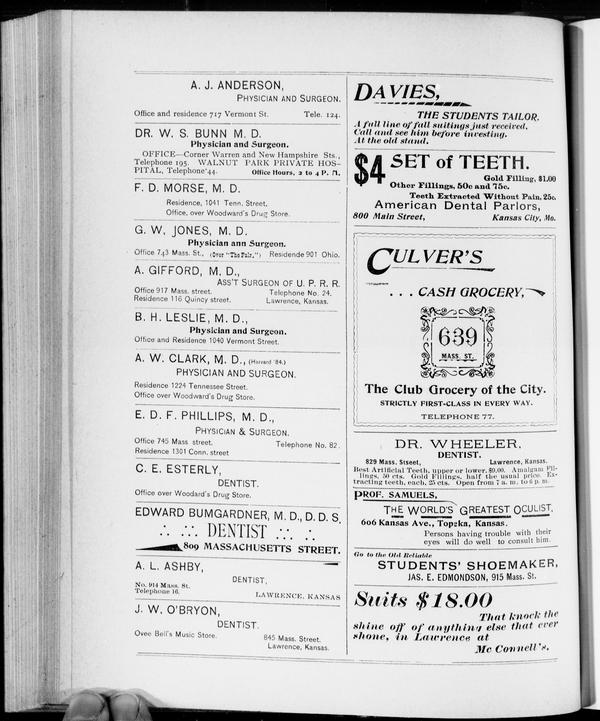 A. J. ANDERSON,
PHYSICIAN AND SURGEON.
Office and residence 717 Vermont St. Tele. 124.
DR. W. S. BUNN M. D.
Physician and Surgeon.
OFFICE—Corner Warren and New Hampshire Sts.,
Telephone 195. WALNUT PARK PRIVATE HOS-
PITAL, Telephone'44. Office Hours, 2 to 4 P. M.
F. D. MORSE, M. D.
Residence, 1041 Tenn. Street.
Office, over Woodward's Drug Store.
G. W. JONES, M. D.
Physician ann Surgeon.
Office 743 Mass. St., (Over "The Fair,") Residende 901 Ohio.
A. GIFFORD, M. D.,
ASS'T SURGEON OF U. P. R. R.
Office 917 Mass. street. Telephone No. 24.
Residence 116 Quincy street. Lawrence, Kansas.
B. H. LESLIE, M. D.,
Physician and Surgeon.
Office and Residence 1040 Vermont Street.
A. W. CLARK, M. D., (Harvard '84.)
PHYSICIAN AND SURGEON.
Residence 1224 Tennessee Street.
Office over Woodward's Drug Store.
E. D. F. PHILLIPS, M. D.,
PHYSICIAN & SURGEON.
Office 745 Mass street. Telephone No. 82.
Residence 1301 Conn. street
C. E. ESTERLY,
DENTIST.
Office over Woodard's Drug Store.
EDWARD BUMGARDNER, M. D., D. D. S.
DENTIST
809 MASSACHUSETTS STREET.
A. L. ASHBY,
DENTIST,
No. 914 Mass. St.
Telephone 16. LAWRENCE, KANSAS
J. W. O'BRYON,
DENTIST.
Ovee Bell's Music Store. 845 Mass. Street.
Lawrence, Kansas.
DAVIES,
THE STUDENTS TAILOR.
A full line of fall suitings just received.
Call and see him before investing.
At the old stand.
$4 SET of TEETH.
Gold Filling, $1.00
Other Fillings, 50c and 75c.
Teeth Extracted Without Pain, 25c.
American Dental Parlors,
800 Main Street, Kansas City, Mo.
CULVER'S
. . . CASH GROCERY,
639
MASS. ST.
The Club Grocery of the City.
STRICTLY FIRST-CLASS IN EVERY WAY.
TELEPHONE 77.
DR. WHEELER,
DENTIST.
829 Mass. Stseet, Lawrence, Kansas.
Best Artificial Teeth, upper or lower, $9.00. Amalgam Fil-
lings, 50 cts. Gold Fillings, half the usual price. Ex-
tracting teeth, each, 25 cts. Open from 7 a. m. to 6 p. m.
PROF. SAMUELS,
THE WORLD'S GREATEST OCULIST,
606 Kansas Ave., Topeka, Kansas.
Persons having trouble with their
eyes will do well to consult him.
Go to the Old Reliable
STUDENTS' SHOEMAKER,
JAS. E. EDMONDSON, 915 Mass. St.
Suits $18.00
That knock the
shine off of anything else that ever
shone, in Lawrence at
Mc Connell's.